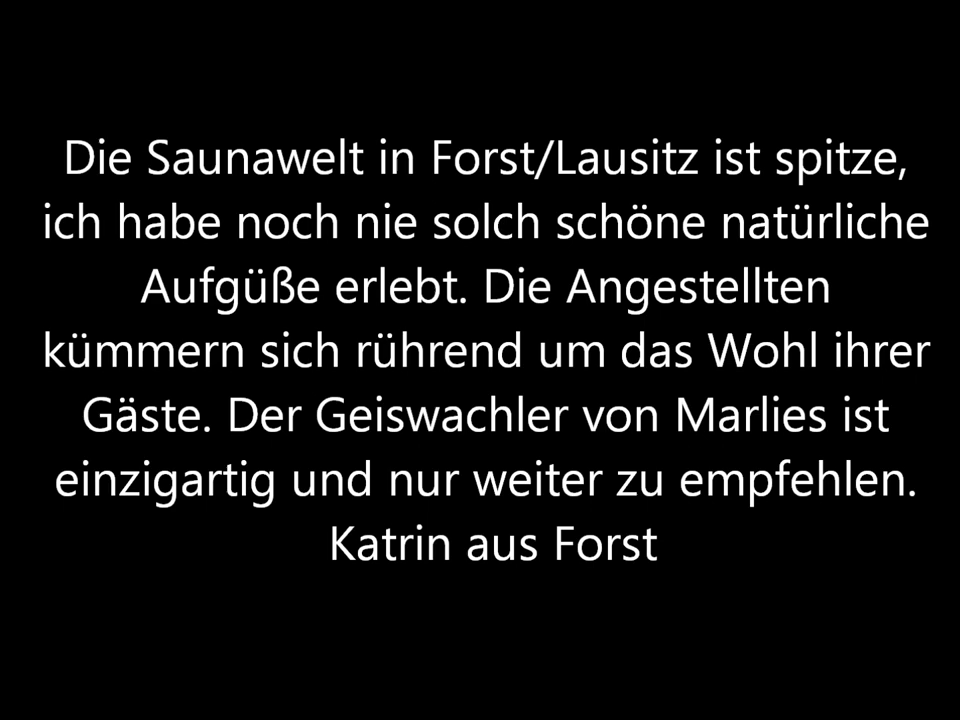 Die Saunawelt in Forst/Lausitz ist spitze,
ich habe noch nie solch schöne natürliche
Aufgüße erlebt. Die Angestellten
kümmern sich rührend um das Wohl ihrer
Gäste. Der Geiswachler von Marlies ist
einzigartig und nur weiter zu empfehlen.
Katrin aus Forst